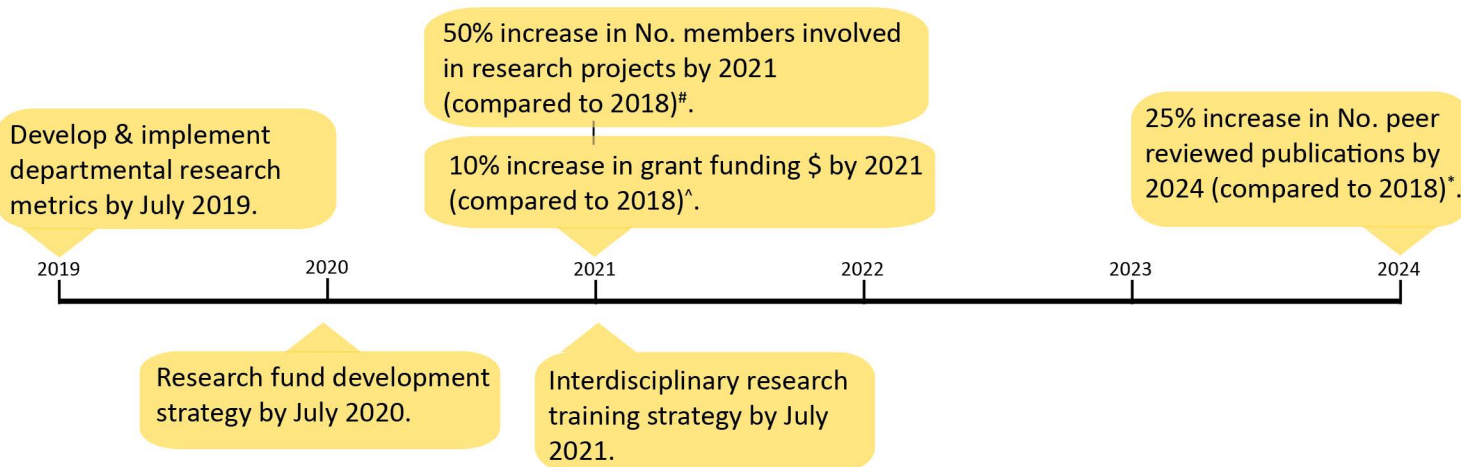 50% increase in No. members involved
in research projects by 2021
(compared to 2018)#.
Develop & implement
departmental research
metrics by July 2019.
10% increase in grant funding $ by 2021
(compared to 2018)^.
25% increase in No. peer
reviewed publications by
2024 (compared to 2018)*.
2019
2020
2021
2022
2023
2024
Research fund development
strategy by July 2020.
Interdisciplinary research
training strategy by July
2021.